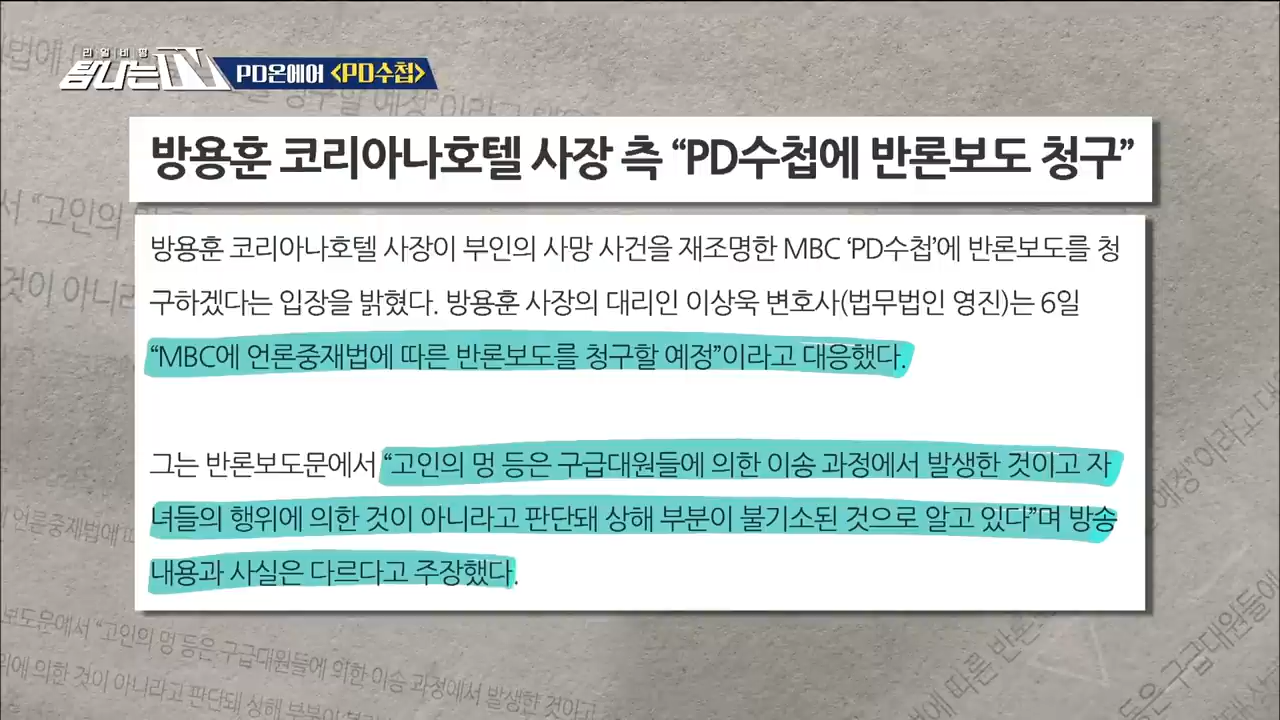 리얼비평
탐나는TV PD온에어 <PD수첩>
방용훈 코리아나호텔 사장 측 “PD수첩에 반론보도 청구”
방용훈 코리아나호텔 사장이 부인의 사망 사건을 재조명한 MBC ‘PD수첩’에 반론보도를 청
구하겠다는 입장을 밝혔다. 방용훈 사장의 대리인 이상욱 변호사(법무법인 영진)는 6일
“MBC에 언론중재법에 따른 반론보도를 청구할 예정”이라고 대응했다.
그는 반론보도문에서 “고인의 멍 등은 구급대원들에 의한 이송 과정에서 발생한 것이고 자
녀들의 행위에 의한 것이 아니라고 판단돼 상해 부분이 불기소된 것으로 알고 있다”며 방송
내용과 사실은 다르다고 주장했다.